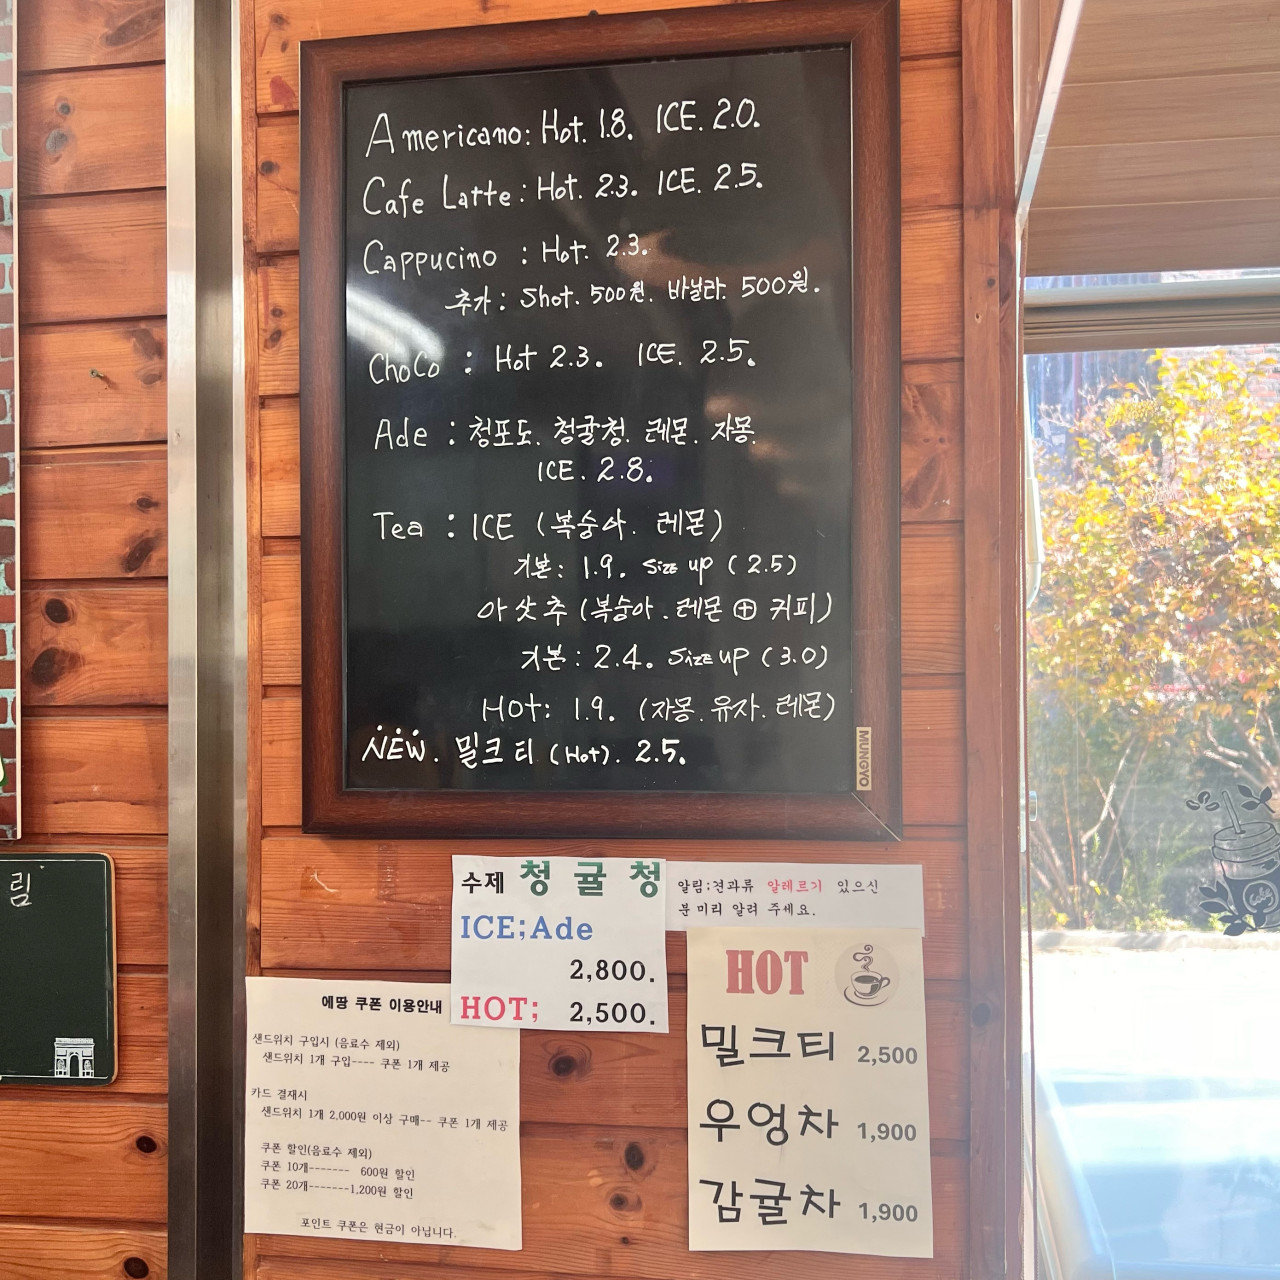 Americano: Hot. 1.8. ICE. 2.0.
Cafe Latte: Hot. 2.3. ICE. 2.5.
Cappucino : Hot. 2.3.
추가: Shot. 500원. 바닐라. 500원.
ChoCo : Hot 2.3. ICE. 2.5.
Ade : 청포도. 청귤청. 레몬. 자몽.
ICE. 2.8.
Tea : ICE (복숭아. 레몬)
기본: 1.9. Size up (2.5)
아샷추 (복숭아. 레몬 ⊕ 커피)
기본: 2.4. Size up (3.0)
Hot: 1.9. (자몽. 유자. 레몬)
NEW. 밀크티 (Hot). 2.5.
MUNGYO
림
수제 청귤청
ICE;Ade
2,800.
HOT; 2,500.
알림;견과류 알레르기 있으신
분 미리 알려 주세요.
HOT
밀크티 2,500
우엉차 1,900
감귤차 1,900
에땅 쿠폰 이용안내
샌드위치 구입시 (음료수 제외)
샌드위치 1개 구입---- 쿠폰 1개 제공
카드 결재시
샌드위치 1개 2,000원 이상 구매-- 쿠폰 1개 제공
쿠폰 할인(음료수 제외)
쿠폰 10개------- 600원 할인
쿠폰 20개-------1,200원 할인
포인트 쿠폰은 현금이 아닙니다.